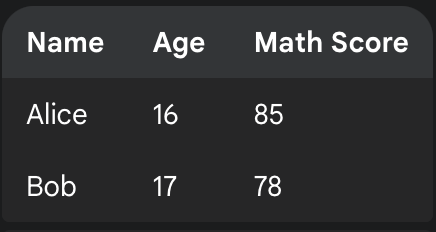 Name Age Math Score
Alice 16 85
Bob 17 78